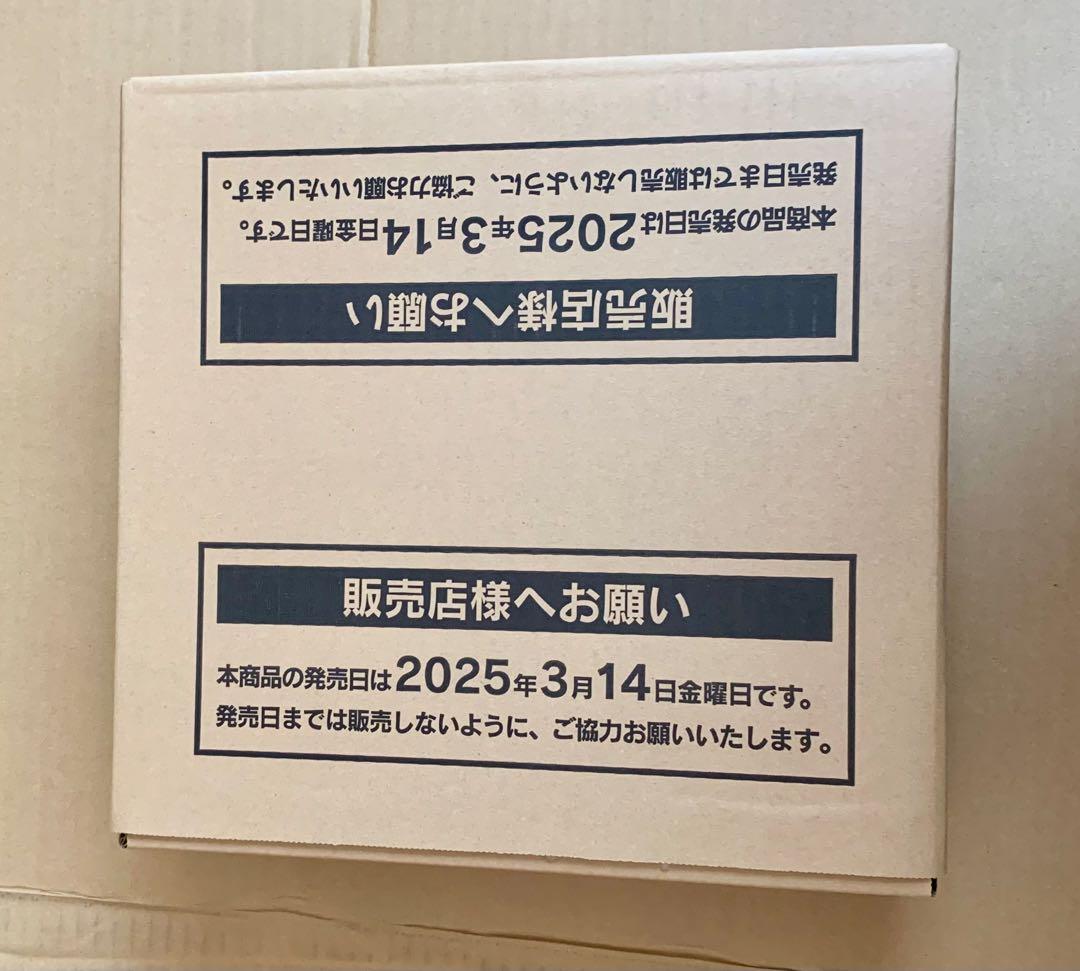 販売店様へお願い
本商品の発売日は2025年3月14日金曜日です。
発売日までは販売しないように、ご協力お願いいたします。
販売店様へお願い
本商品の発売日は2025年3月14日金曜日です。
発売日までは販売しないように、ご協力お願いいたします。